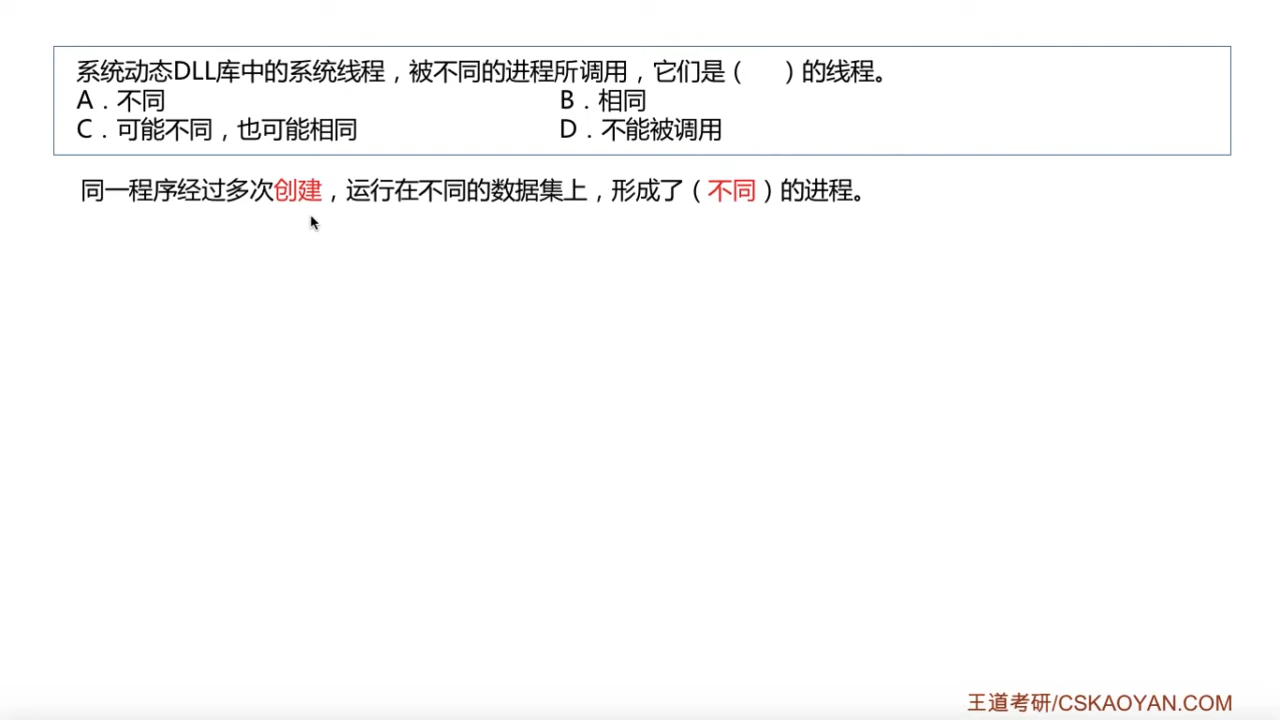 系统动态DLL库中的系统线程，被不同的进程所调用，它们是（　　）的线程。
A．不同　　B．相同
C．可能不同，也可能相同　　D．不能被调用
同一程序经过多次创建，运行在不同的数据集上，形成了（不同）的进程。
王道考研/CSKAOYAN.COM